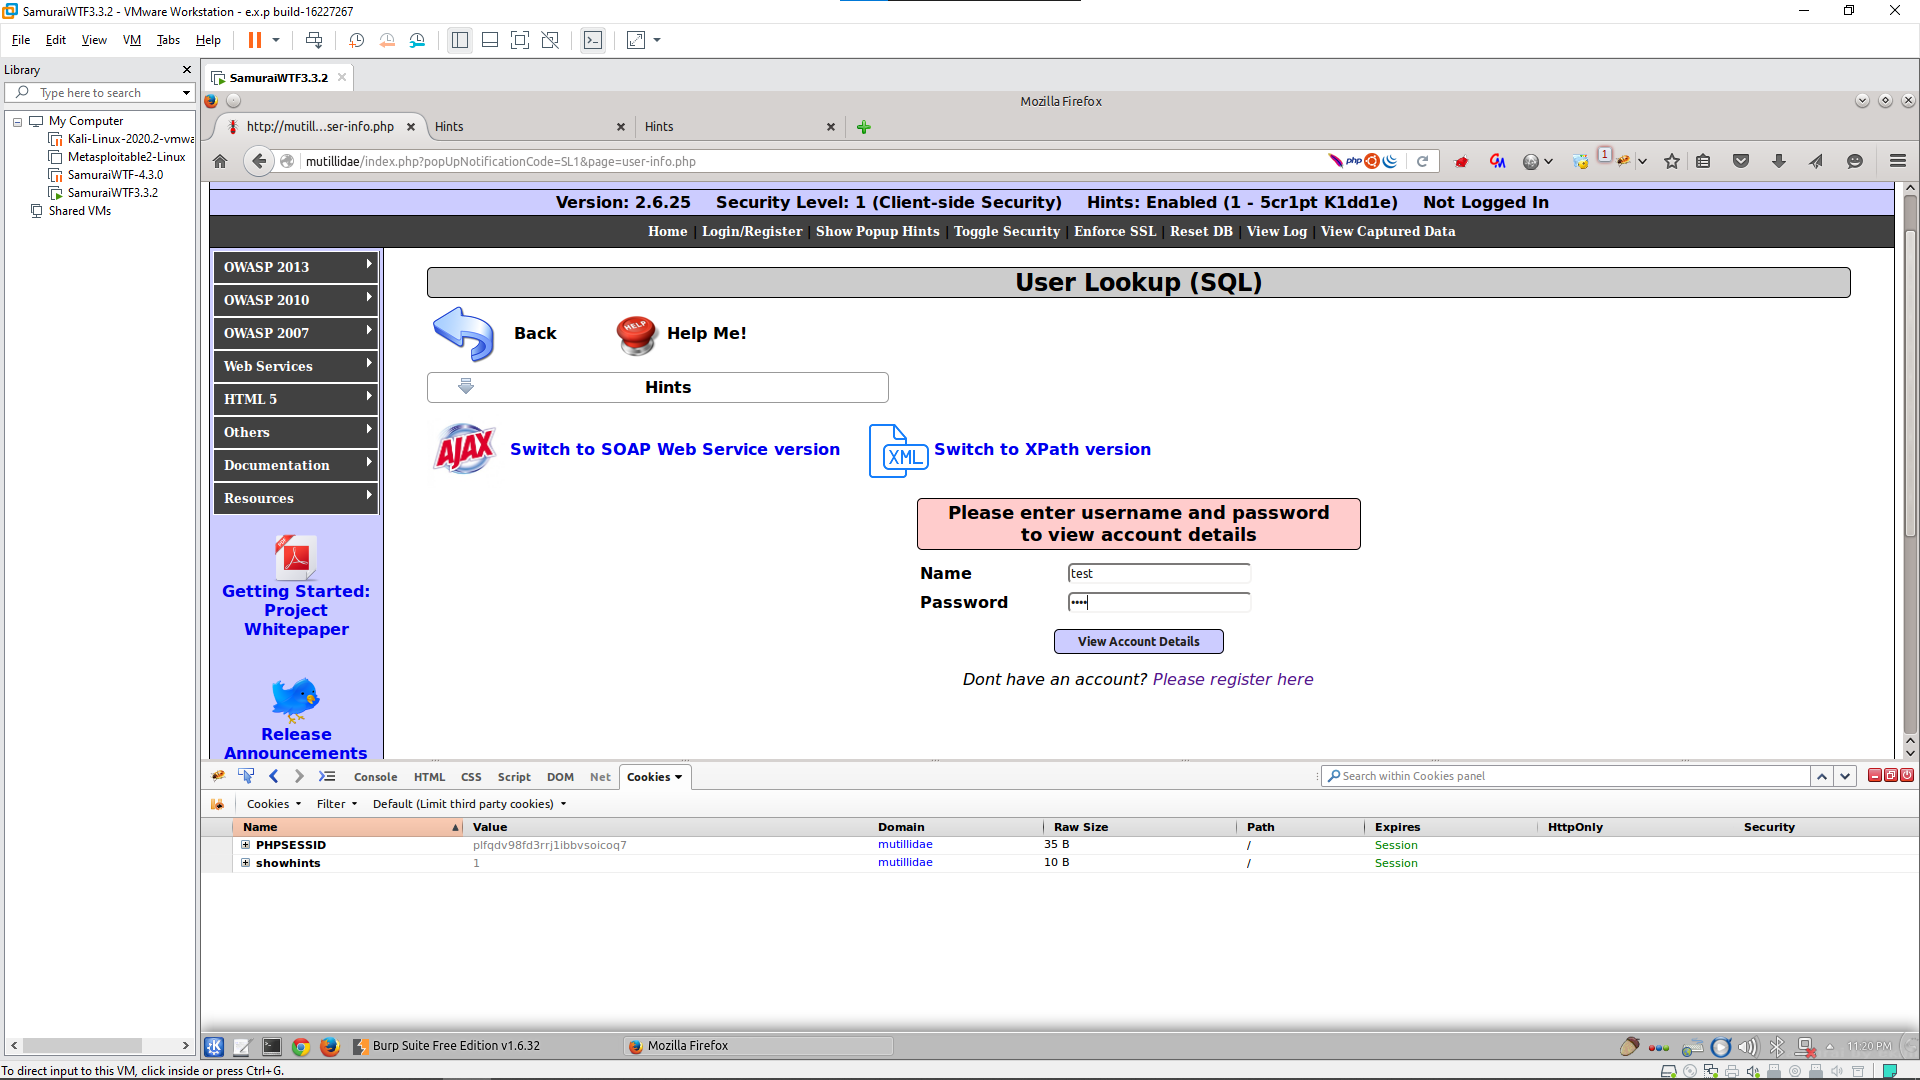 SamuraiWTF3.3.2 - VMware Workstation - e.x.p build-16227267
File Edit View VM Tabs Help
Library
Type here to search
My Computer
Kali-Linux-2020.2-vmwa
Metasploitable2-Linux
SamuraiWTF-4.3.0
SamuraiWTF3.3.2
Shared VMs
SamuraiWTF3.3.2
Mozilla Firefox
http://mutill...ser-info.php
Hints
Hints
mutillidae/index.php?popUpNotificationCode=SL1&page=user-info.php
php
1
Version: 2.6.25 Security Level: 1 (Client-side Security) Hints: Enabled (1 - 5cr1pt K1dd1e) Not Logged In
Home | Login/Register | Show Popup Hints | Toggle Security | Enforce SSL | Reset DB | View Log | View Captured Data
OWASP 2013
OWASP 2010
OWASP 2007
Web Services
HTML 5
Others
Documentation
Resources
Getting Started:
Project
Whitepaper
Release
Announcements
User Lookup (SQL)
Back
HELP
Help Me!
Hints
AJAX
Switch to SOAP Web Service version
XML
Switch to XPath version
Please enter username and password
to view account details
Name
test
Password
••••
View Account Details
Dont have an account? Please register here
Console HTML CSS Script DOM Net Cookies
Search within Cookies panel
Cookies Filter Default (Limit third party cookies)
Name Value Domain Raw Size Path Expires HttpOnly Security
PHPSESSID plfqdv98fd3rrj1ibbvsoicoq7 mutillidae 35 B / Session
showhints 1 mutillidae 10 B / Session
Burp Suite Free Edition v1.6.32
Mozilla Firefox
11:20 PM
To direct input to this VM, click inside or press Ctrl+G.